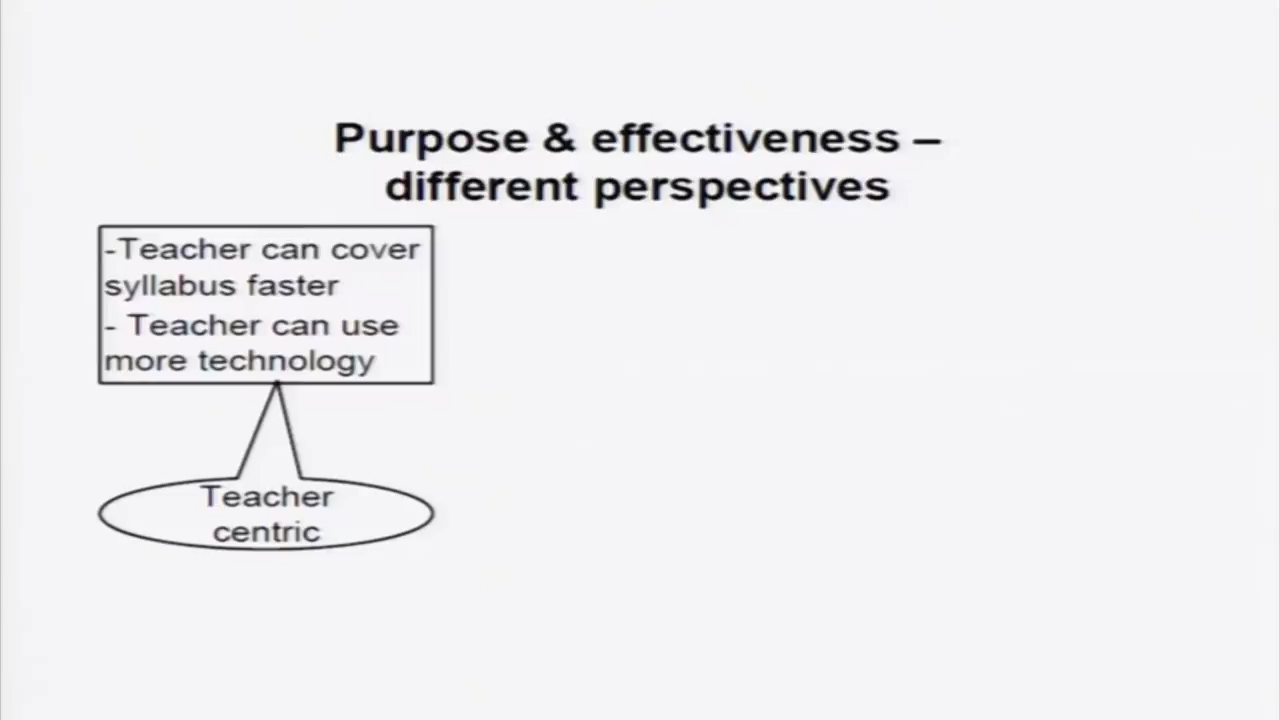 Purpose & effectiveness –
different perspectives
-Teacher can cover
syllabus faster
- Teacher can use
more technology
Teacher
centric